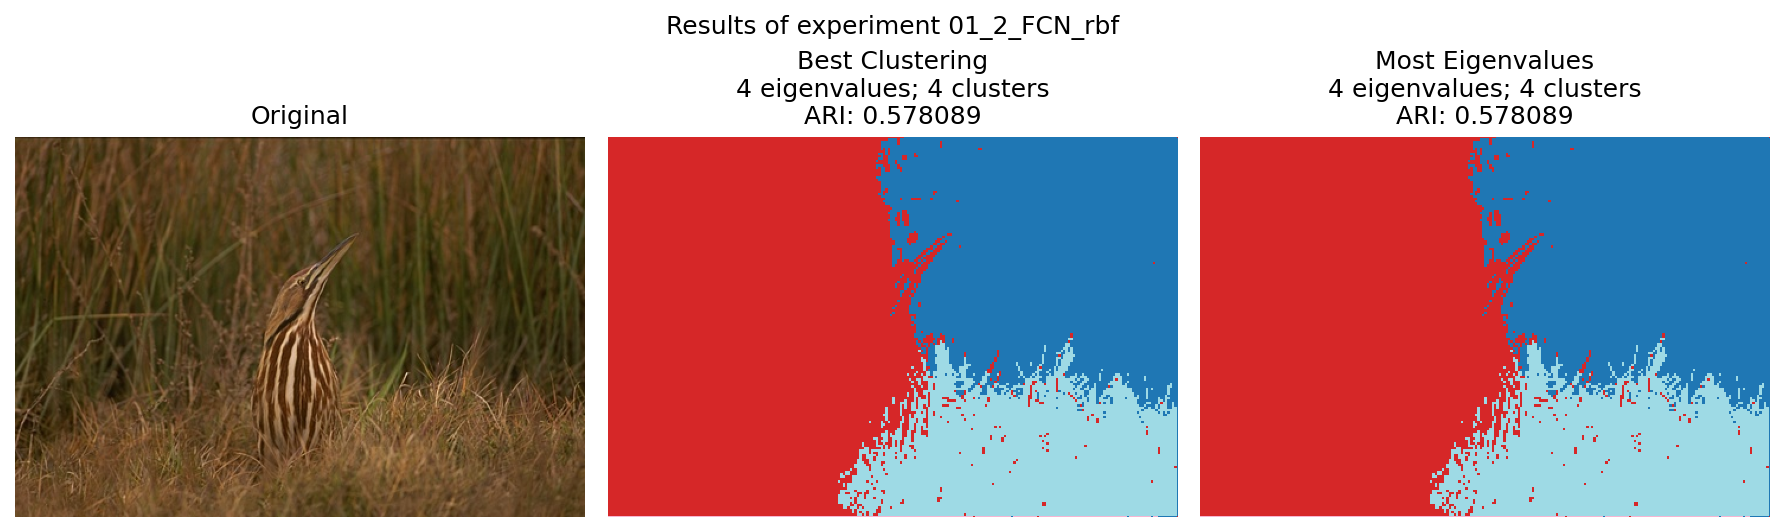 Results of experiment 01_2_FCN_rbf
Original
Best Clustering
4 eigenvalues; 4 clusters
ARI: 0.578089
Most Eigenvalues
4 eigenvalues; 4 clusters
ARI: 0.578089